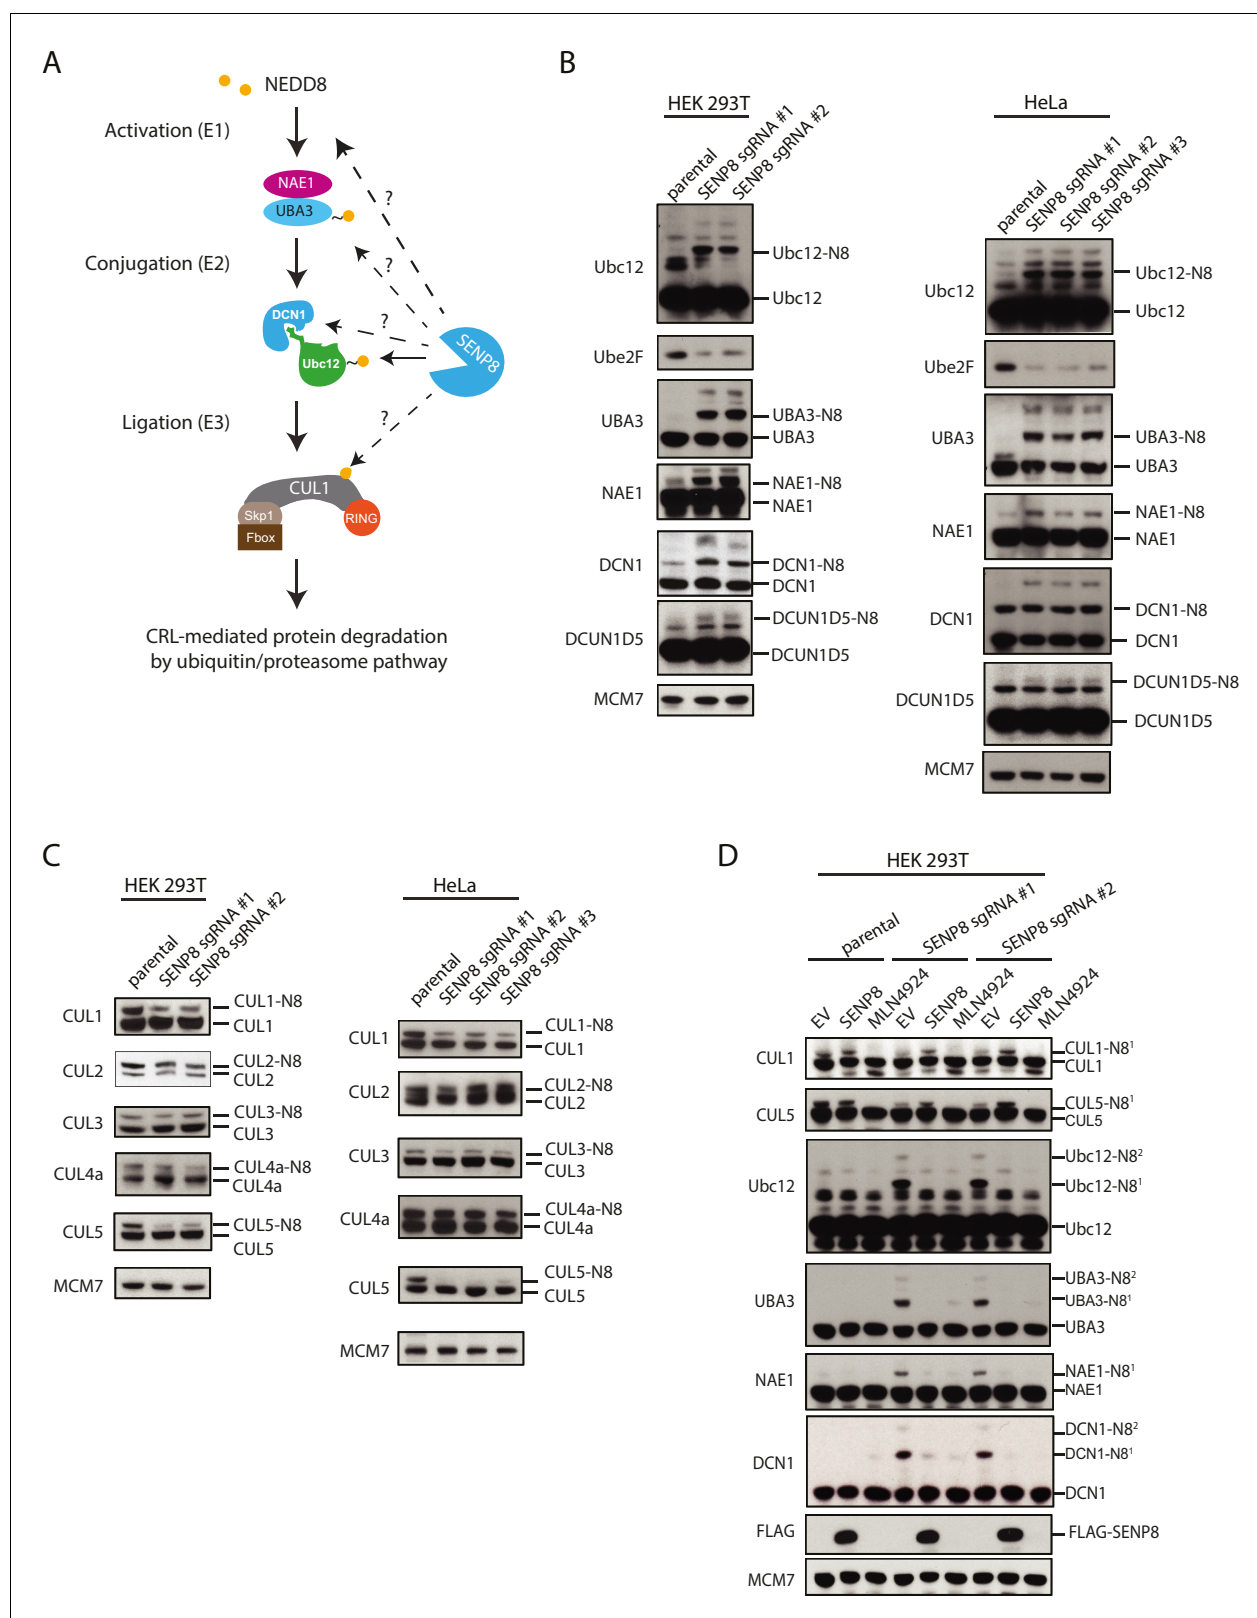 A
NEDD8
Activation (E1)
NAE1
UBA3
?
?
Conjugation (E2)
DCN1
Ubc12
?
SENP8
Ligation (E3)
?
CUL1
Skp1
Fbox
RING
CRL-mediated protein degradation
by ubiquitin/proteasome pathway
B
HEK 293T
parental
SENP8 sgRNA #1
SENP8 sgRNA #2
Ubc12
Ubc12-N8
Ubc12
Ube2F
UBA3
UBA3-N8
UBA3
NAE1
NAE1-N8
NAE1
DCN1
DCN1-N8
DCN1
DCUN1D5
DCUN1D5-N8
DCUN1D5
MCM7
HeLa
parental
SENP8 sgRNA #1
SENP8 sgRNA #2
SENP8 sgRNA #3
Ubc12
Ubc12-N8
Ubc12
Ube2F
UBA3
UBA3-N8
UBA3
NAE1
NAE1-N8
NAE1
DCN1
DCN1-N8
DCN1
DCUN1D5
DCUN1D5-N8
DCUN1D5
MCM7
C
HEK 293T
parental
SENP8 sgRNA #1
SENP8 sgRNA #2
CUL1
CUL1-N8
CUL1
CUL2
CUL2-N8
CUL2
CUL3
CUL3-N8
CUL3
CUL4a
CUL4a-N8
CUL4a
CUL5
CUL5-N8
CUL5
MCM7
HeLa
parental
SENP8 sgRNA #1
SENP8 sgRNA #2
SENP8 sgRNA #3
CUL1
CUL1-N8
CUL1
CUL2
CUL2-N8
CUL2
CUL3
CUL3-N8
CUL3
CUL4a
CUL4a-N8
CUL4a
CUL5
CUL5-N8
CUL5
MCM7
D
HEK 293T
parental
SENP8 sgRNA #1
SENP8 sgRNA #2
EV
SENP8
MLN4924
EV
SENP8
MLN4924
EV
SENP8
MLN4924
CUL1
CUL1-N8¹
CUL1
CUL5
CUL5-N8¹
CUL5
Ubc12
Ubc12-N8²
Ubc12-N8¹
Ubc12
UBA3
UBA3-N8²
UBA3-N8¹
UBA3
NAE1
NAE1-N8¹
NAE1
DCN1
DCN1-N8²
DCN1-N8¹
DCN1
FLAG
FLAG-SENP8
MCM7